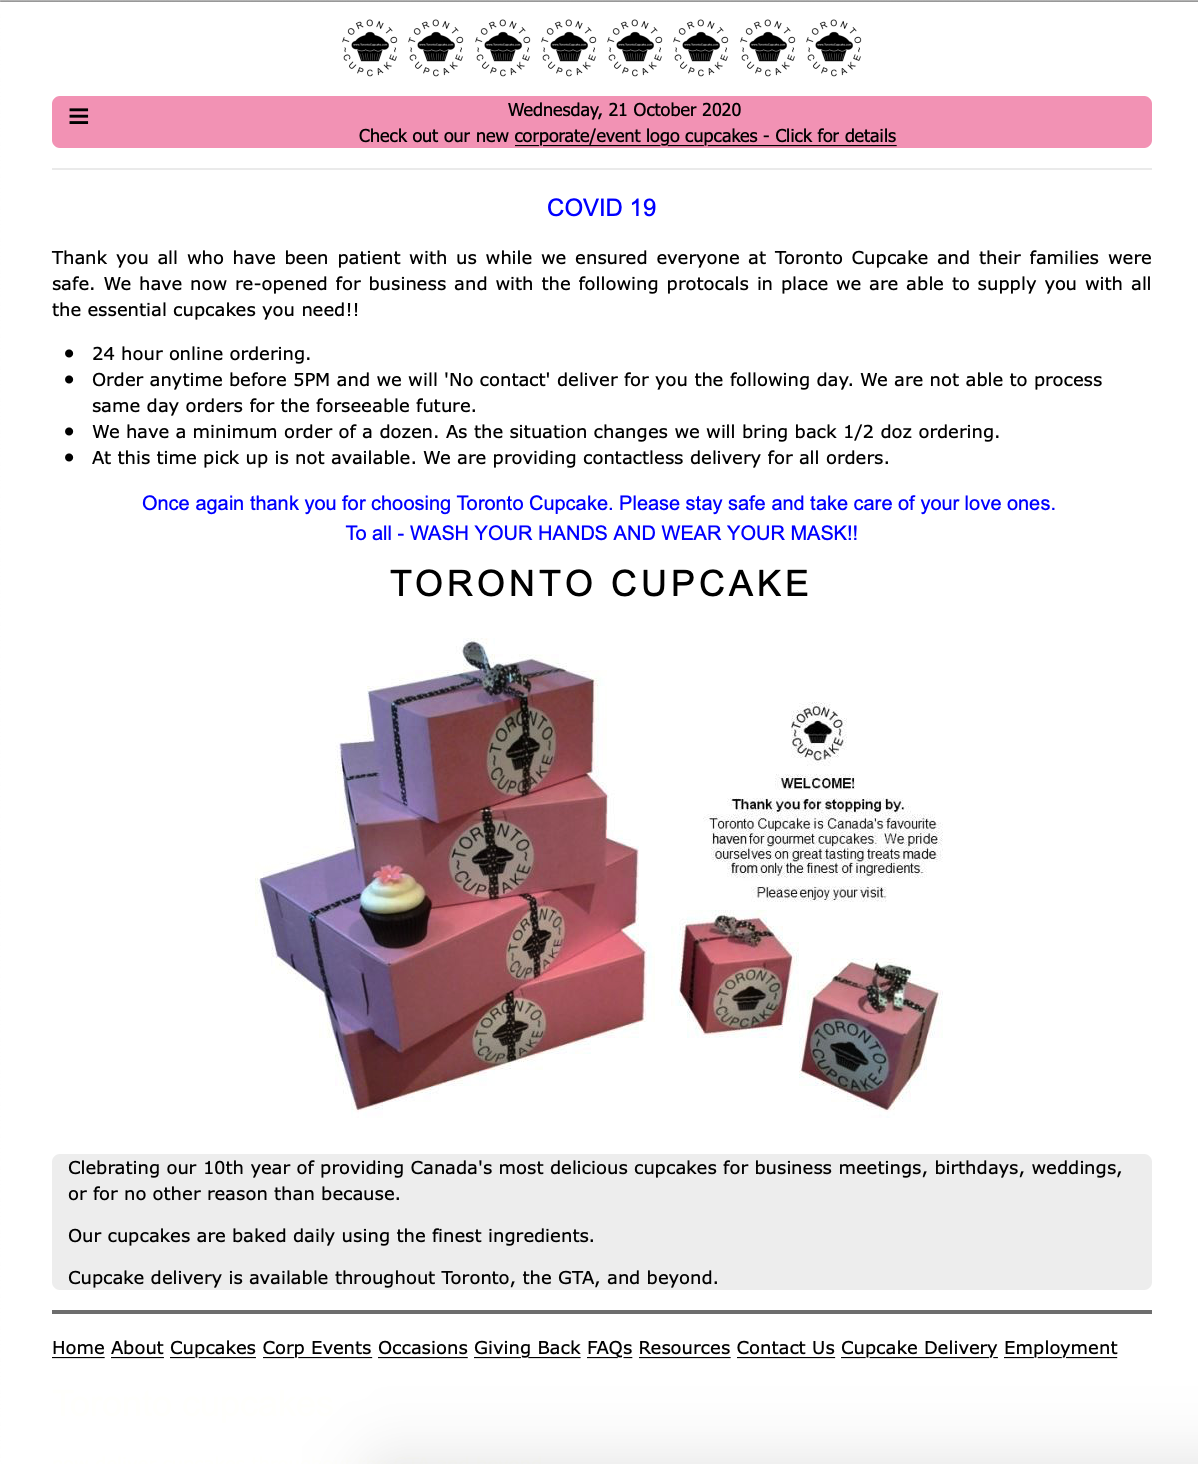 TORONTO CUPCAKE TORONTO CUPCAKE TORONTO CUPCAKE TORONTO CUPCAKE TORONTO CUPCAKE TORONTO CUPCAKE TORONTO CUPCAKE TORONTO CUPCAKE
Wednesday, 21 October 2020
Check out our new corporate/event logo cupcakes - Click for details
COVID 19
Thank you all who have been patient with us while we ensured everyone at Toronto Cupcake and their families were
safe. We have now re-opened for business and with the following protocals in place we are able to supply you with all
the essential cupcakes you need!!
24 hour online ordering.
Order anytime before 5PM and we will 'No contact' deliver for you the following day. We are not able to process
same day orders for the forseeable future.
We have a minimum order of a dozen. As the situation changes we will bring back 1/2 doz ordering.
At this time pick up is not available. We are providing contactless delivery for all orders.
Once again thank you for choosing Toronto Cupcake. Please stay safe and take care of your love ones.
To all - WASH YOUR HANDS AND WEAR YOUR MASK!!
TORONTO CUPCAKE
~TORONTO~ CUPCAKE
~TORONTO~ CUPCAKE
~TORONTO~ CUPCAKE
~TORONTO~ CUPCAKE
~TORONTO~ CUPCAKE
WELCOME!
Thank you for stopping by.
Toronto Cupcake is Canada's favourite
haven for gourmet cupcakes. We pride
ourselves on great tasting treats made
from only the finest of ingredients.
Please enjoy your visit.
~TORONTO~ CUPCAKE
~TORONTO~ CUPCAKE
Clebrating our 10th year of providing Canada's most delicious cupcakes for business meetings, birthdays, weddings,
or for no other reason than because.
Our cupcakes are baked daily using the finest ingredients.
Cupcake delivery is available throughout Toronto, the GTA, and beyond.
Home About Cupcakes Corp Events Occasions Giving Back FAQs Resources Contact Us Cupcake Delivery Employment